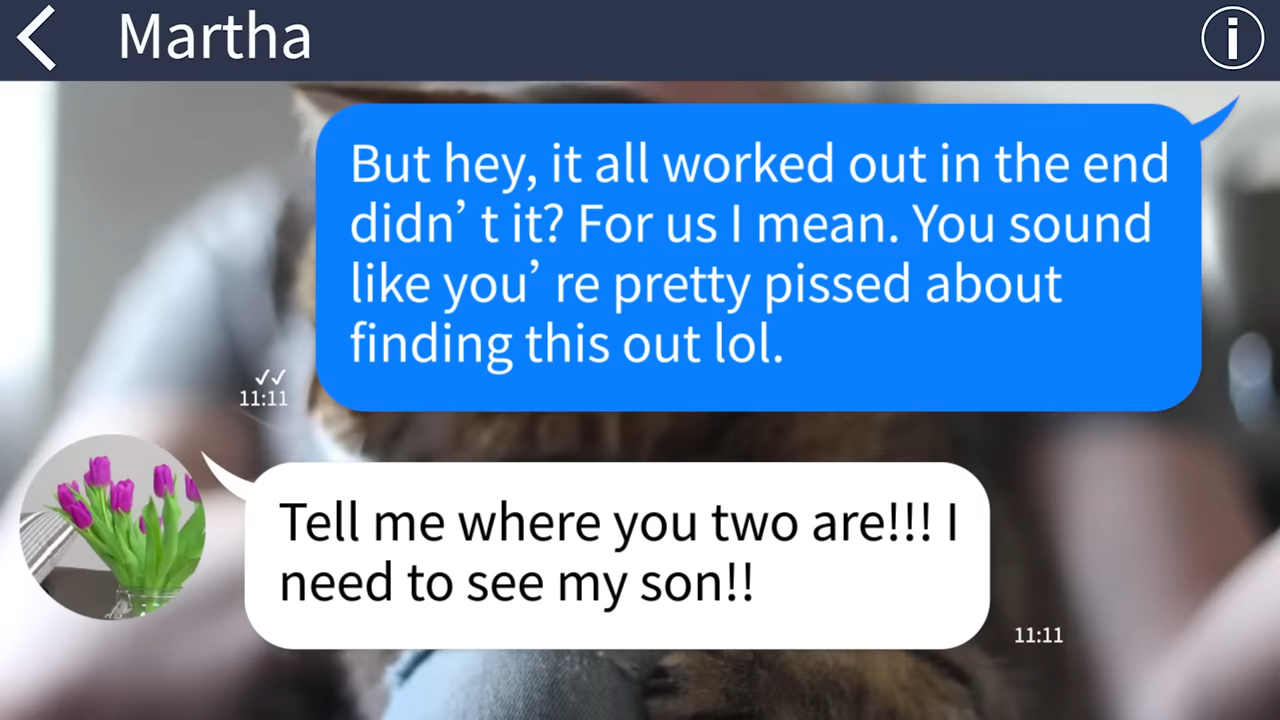 Martha
But hey, it all worked out in the end
didn’ t it? For us I mean. You sound
like you’ re pretty pissed about
finding this out lol.
11:11
Tell me where you two are!!! I
need to see my son!!
11:11